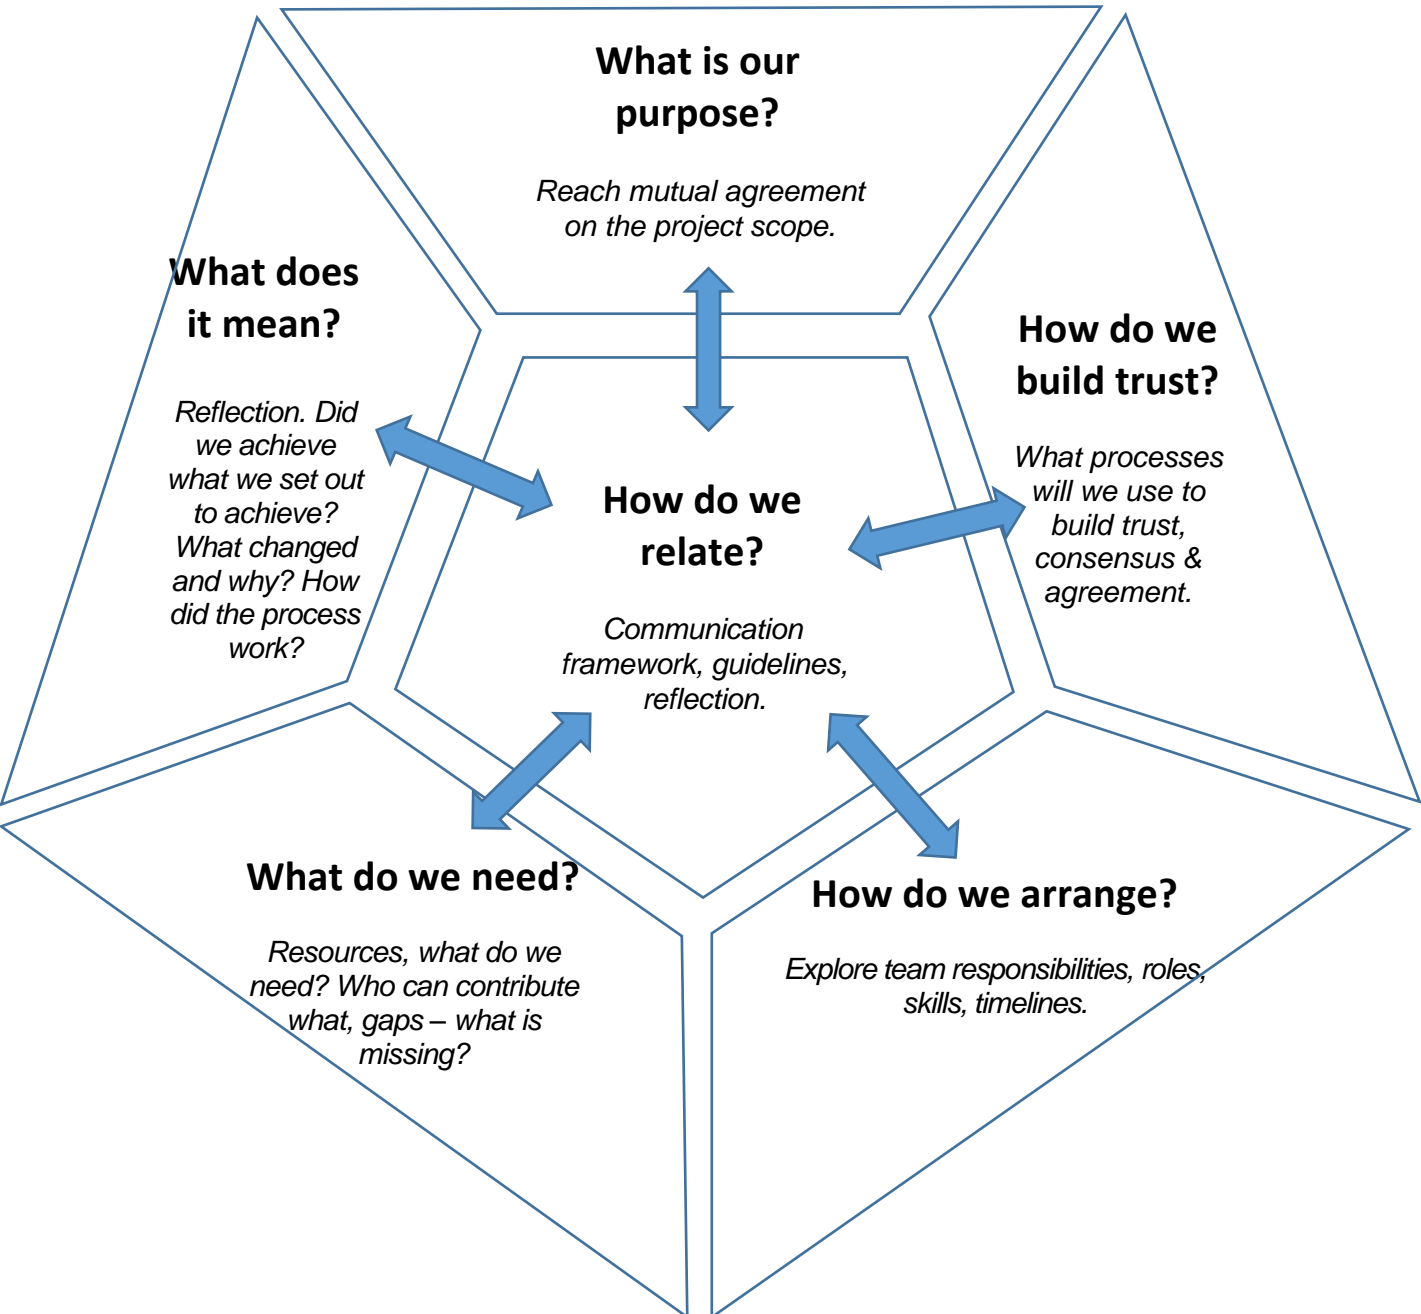 What is our
purpose?
Reach mutual agreement
on the project scope.
What does
it mean?
Reflection. Did
we achieve
what we set out
to achieve?
What changed
and why? How
did the process
work?
How do we
build trust?
What processes
will we use to
build trust,
consensus &
agreement.
How do we
relate?
Communication
framework, guidelines,
reflection.
What do we need?
Resources, what do we
need? Who can contribute
what, gaps – what is
missing?
How do we arrange?
Explore team responsibilities, roles,
skills, timelines.